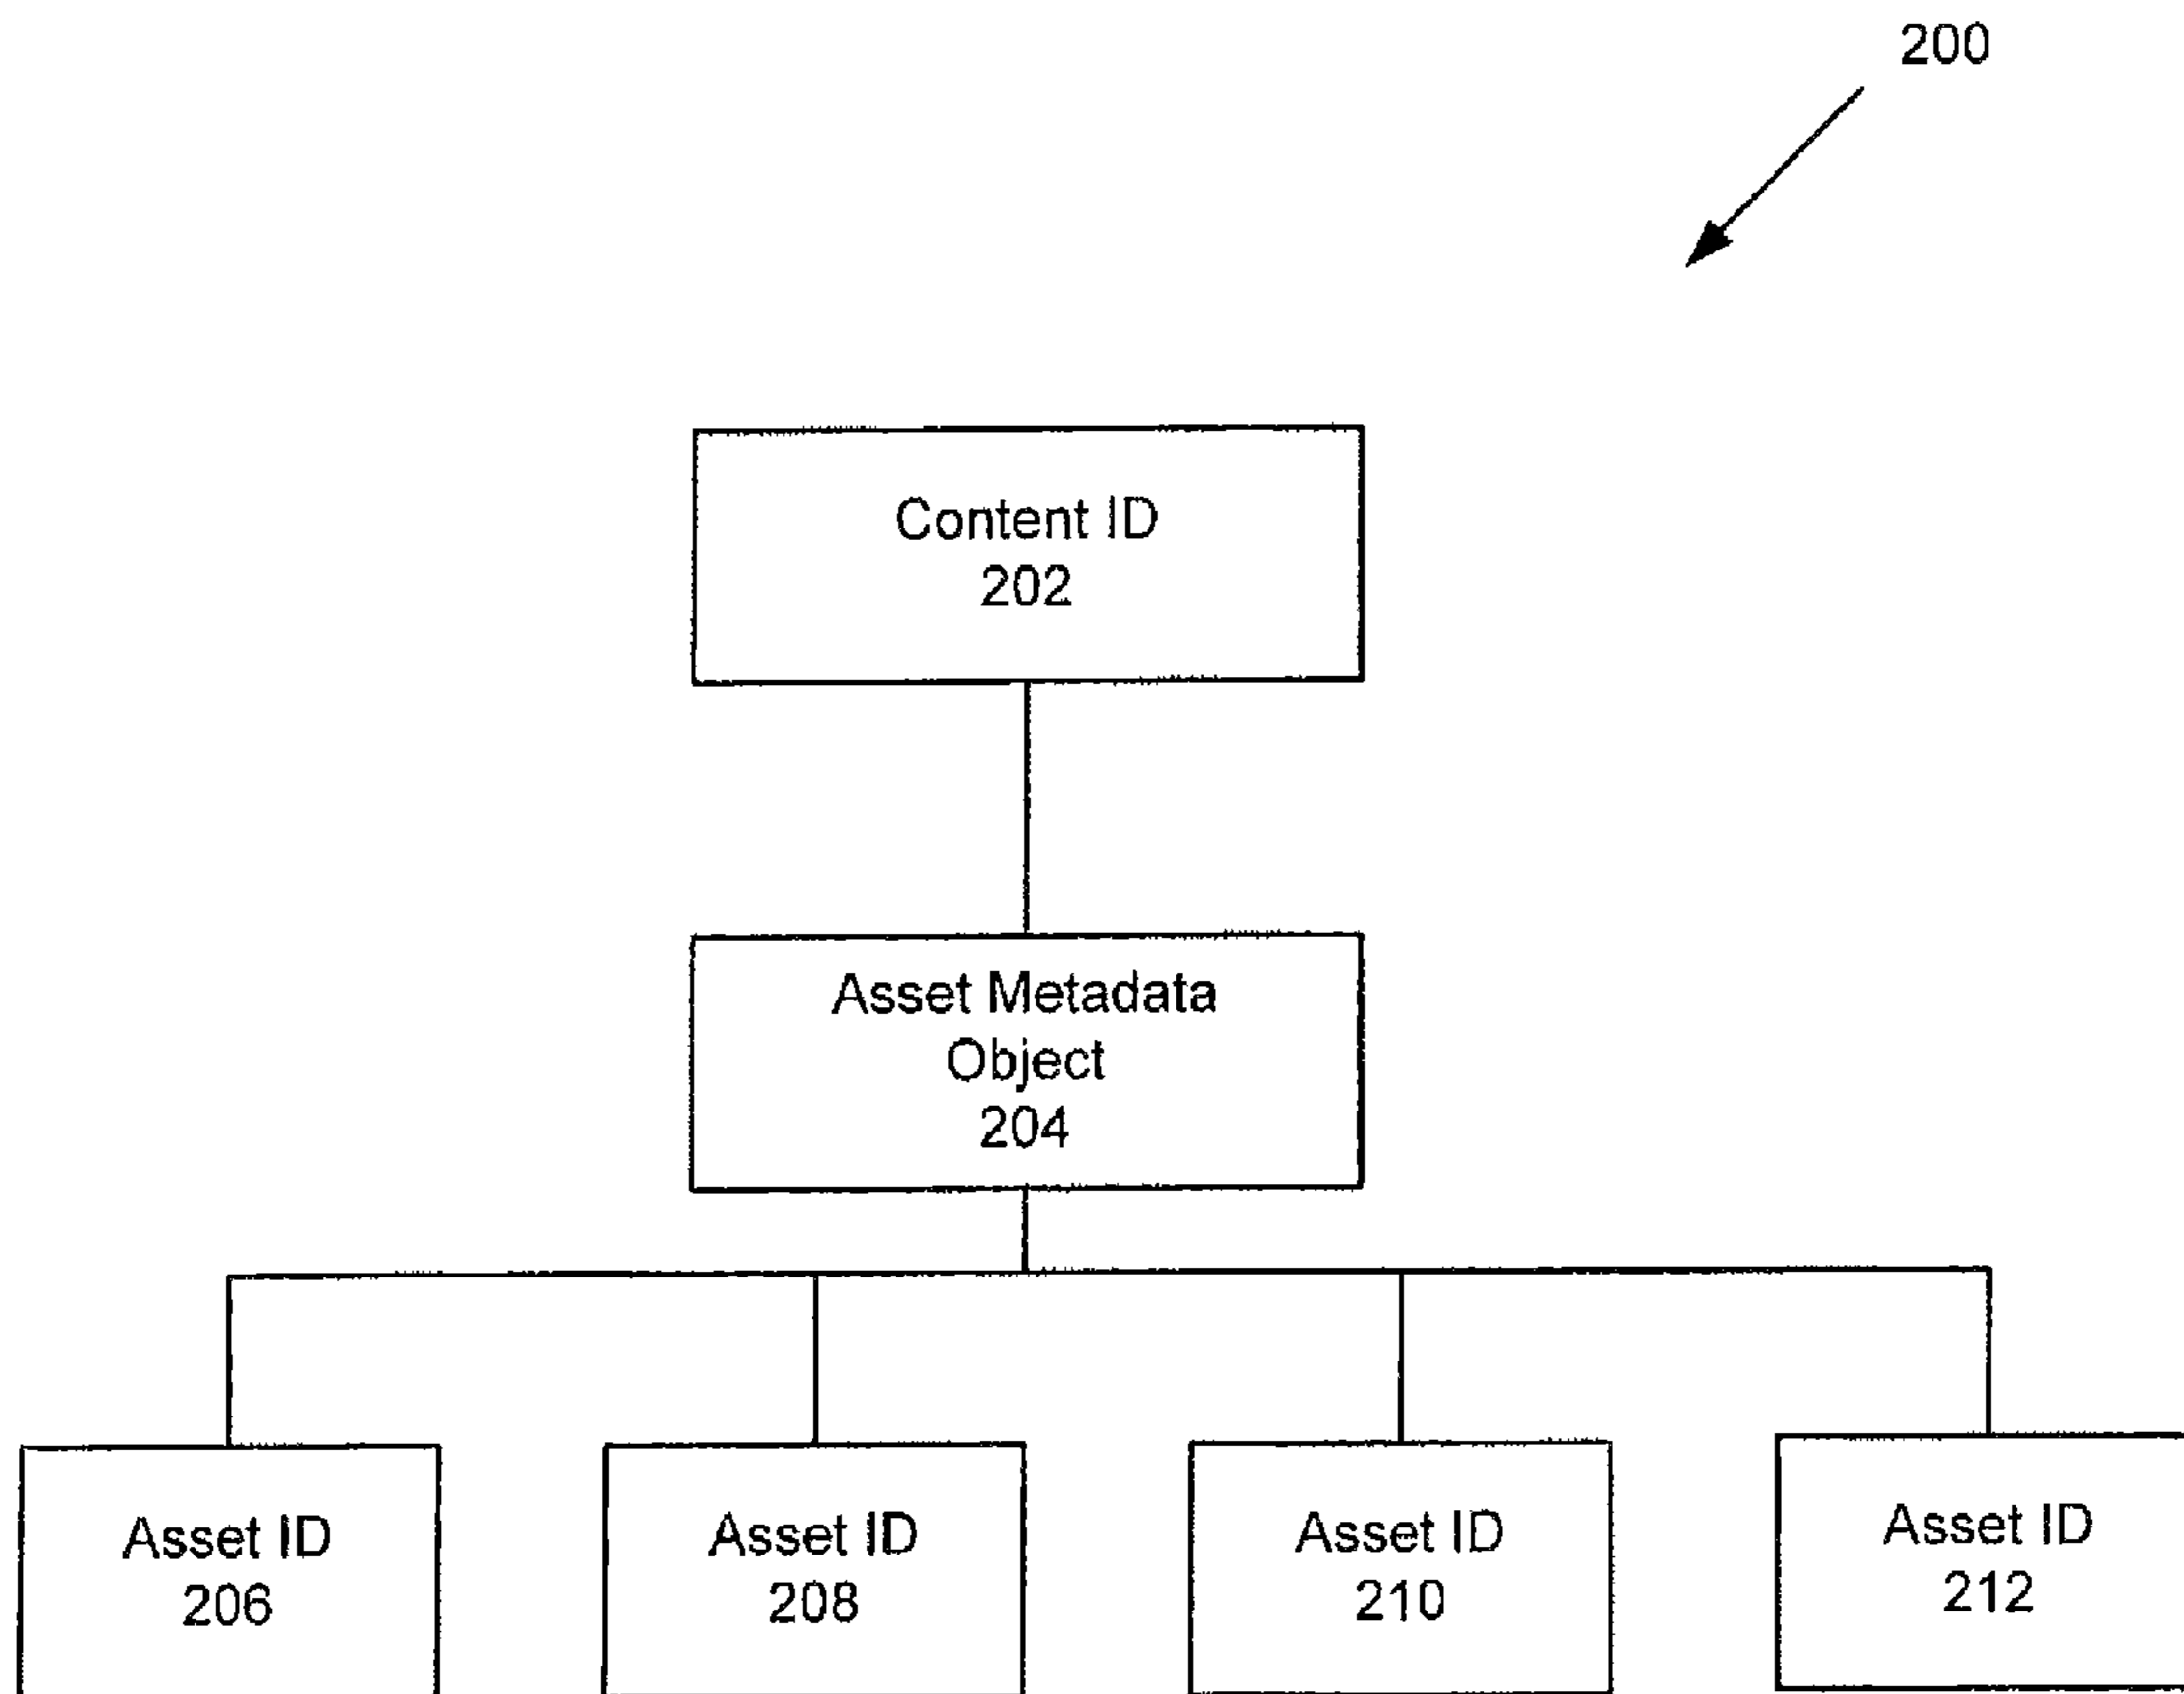 200
Content ID
202
Asset Metadata
Object
204
Asset ID
206
Asset ID
208
Asset ID
210
Asset ID
212